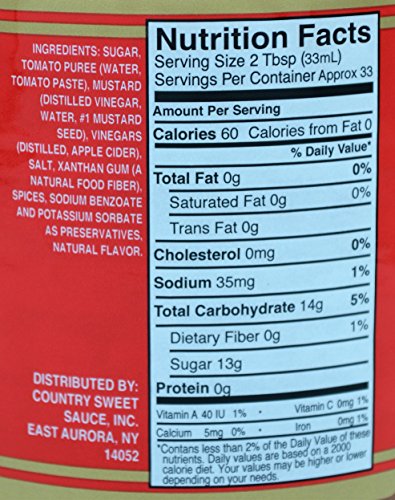 INGREDIENTS: SUGAR,
TOMATO PUREE (WATER,
TOMATO PASTE), MUSTARD
(DISTILLED VINEGAR,
WATER, #1 MUSTARD
SEED), VINEGARS
(DISTILLED, APPLE CIDER),
SALT, XANTHAN GUM (A
NATURAL FOOD FIBER),
SPICES, SODIUM BENZOATE
AND POTASSIUM SORBATE
AS PRESERVATIVES,
NATURAL FLAVOR.
DISTRIBUTED BY:
COUNTRY SWEET
SAUCE, INC.
EAST AURORA, NY
14052
Nutrition Facts
Serving Size 2 Tbsp (33mL)
Servings Per Container Approx 33
Amount Per Serving
Calories 60 Calories from Fat 0
% Daily Value*
Total Fat 0g 0%
Saturated Fat 0g 0%
Trans Fat 0g
Cholesterol 0mg 0%
Sodium 35mg 1%
Total Carbohydrate 14g 5%
Dietary Fiber 0g 1%
Sugar 13g
Protein 0g
Vitamin A 40 IU 1% • Vitamin C 0mg 1%
Calcium 5mg 0% • Iron 0mg 1%
*Contans less than 2% of the Daily Value of these
nutrients. Daily values are based on a 2000
calorie diet. Your values may be higher or lower
depending on your needs.